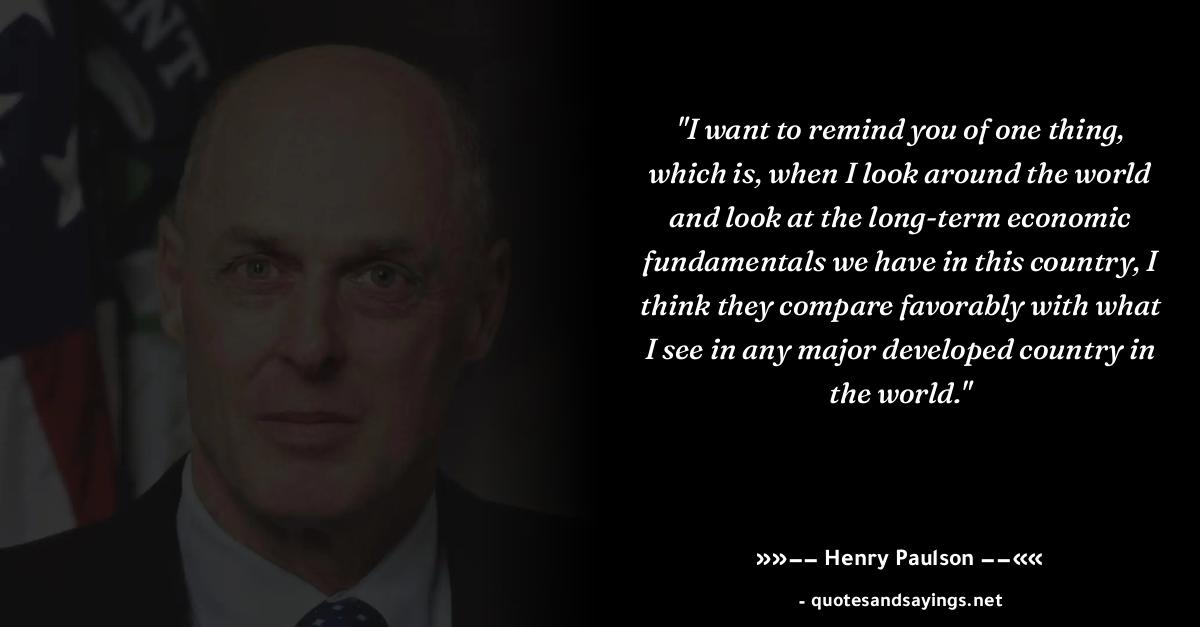 ENT
"I want to remind you of one thing,
which is, when I look around the world
and look at the long-term economic
fundamentals we have in this country, I
think they compare favorably with what
I see in any major developed country in
the world."
»»–– Henry Paulson ––««
- quotesandsayings.net